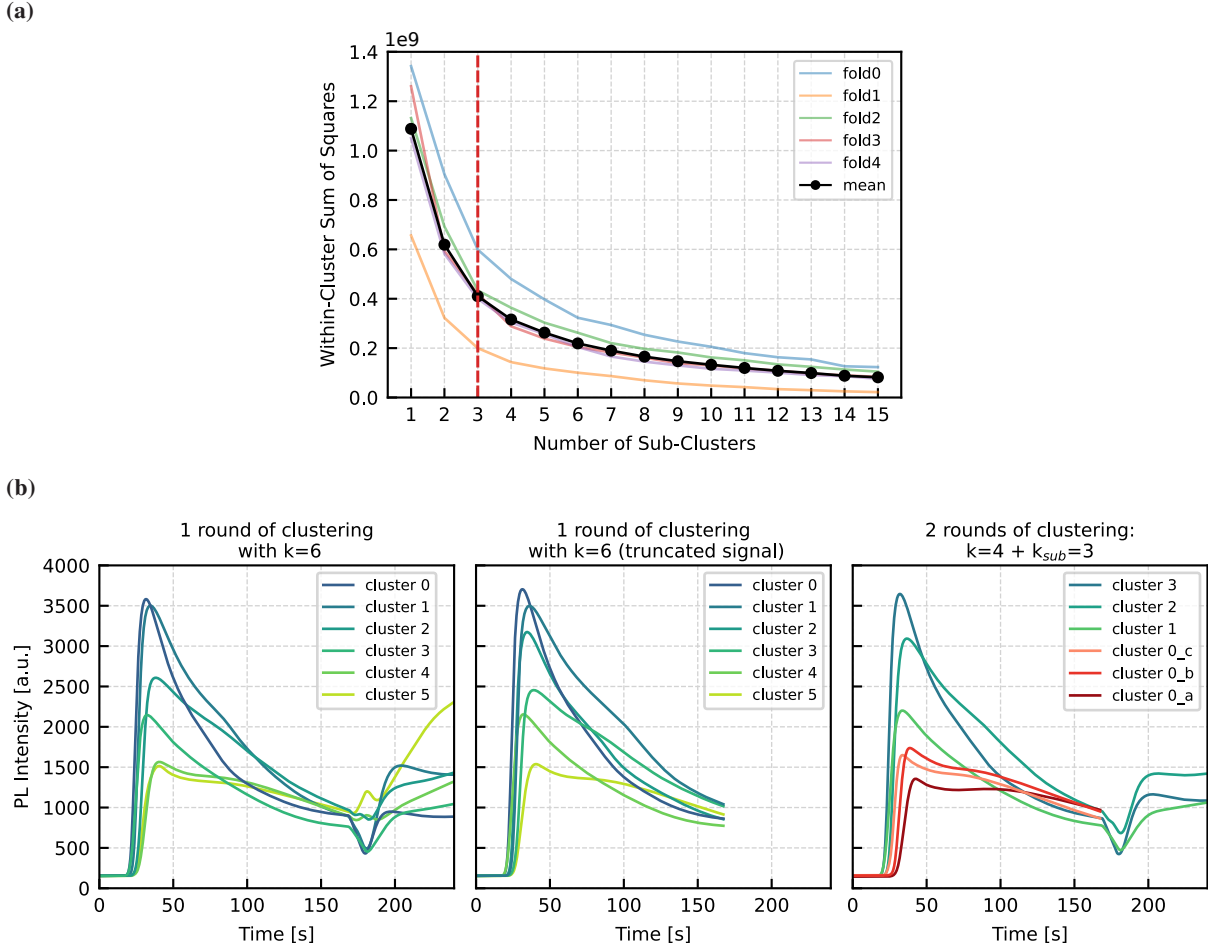 (a)
1e9
1.4
1.2
1.0
0.8
0.6
0.4
0.2
0.0
Within-Cluster Sum of Squares
fold0
fold1
fold2
fold3
fold4
mean
1 2 3 4 5 6 7 8 9 10 11 12 13 14 15
Number of Sub-Clusters
(b)
1 round of clustering
with k=6
4000
3500
3000
2500
2000
1500
1000
500
0
PL Intensity [a.u.]
cluster 0
cluster 1
cluster 2
cluster 3
cluster 4
cluster 5
0 50 100 150 200
Time [s]
1 round of clustering
with k=6 (truncated signal)
cluster 0
cluster 1
cluster 2
cluster 3
cluster 4
cluster 5
0 50 100 150 200
Time [s]
2 rounds of clustering:
k=4 + k_sub=3
cluster 3
cluster 2
cluster 1
cluster 0_c
cluster 0_b
cluster 0_a
0 50 100 150 200
Time [s]